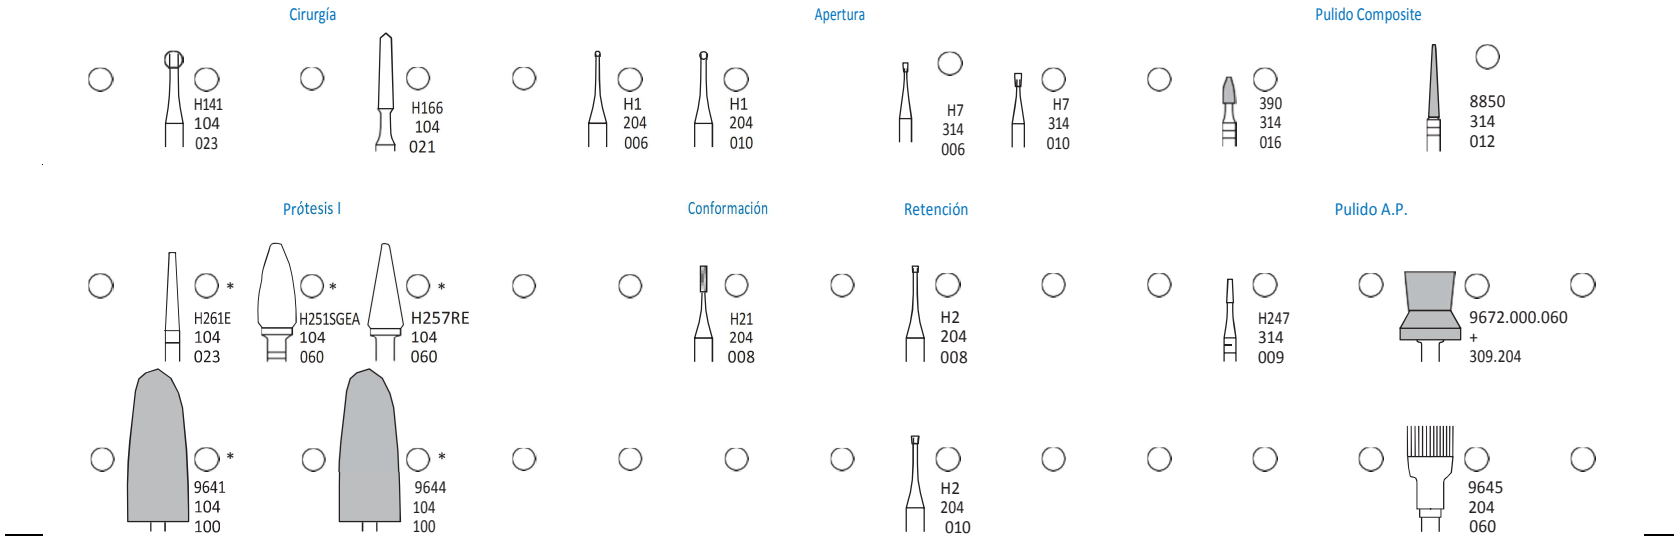 Cirurgía
Apertura
Pulido Composite
H141
104
023
H166
104
021
H1
204
006
H1
204
010
H7
314
006
H7
314
010
390
314
016
8850
314
012
Prótesis I
Conformación
Retención
Pulido A.P.
*
H261E
104
023
*
H251SGEA
104
060
*
H257RE
104
060
H21
204
008
H2
204
008
H247
314
009
9672.000.060
+
309.204
*
9641
104
100
*
9644
104
100
H2
204
010
9645
204
060